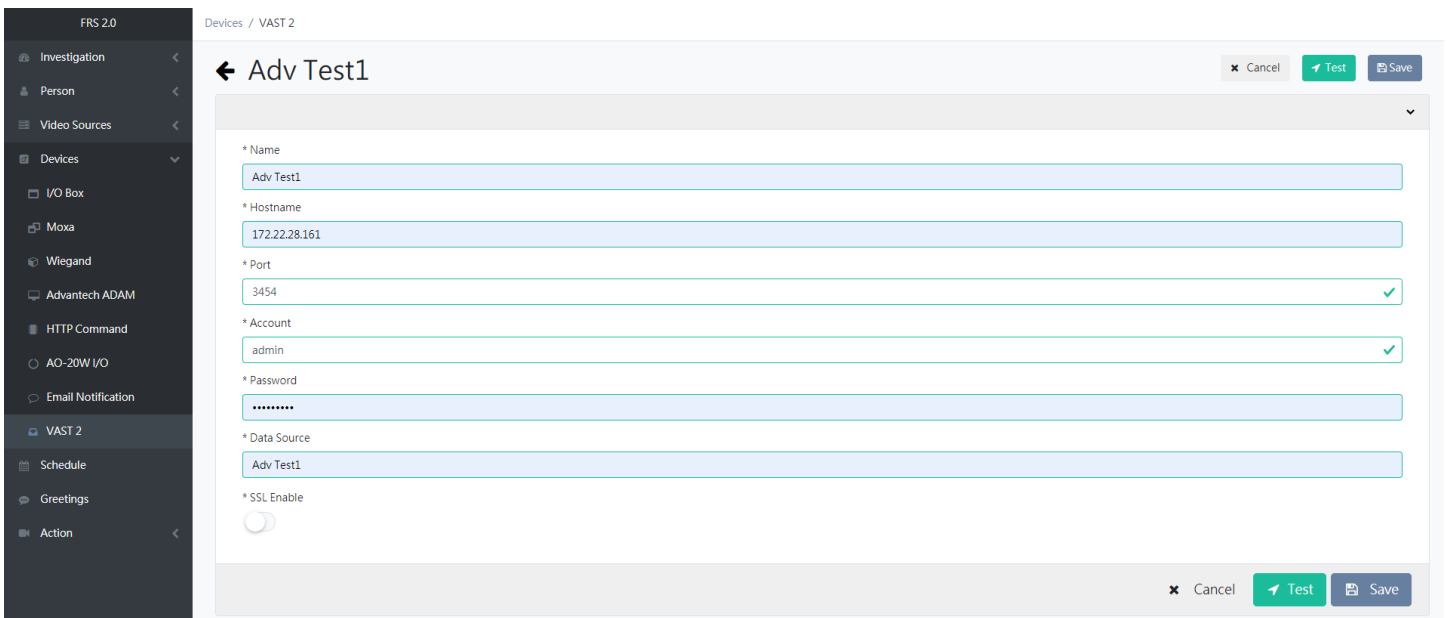 FRS 2.0
Investigation
Person
Video Sources
Devices
I/O Box
Moxa
Wiegand
Advantech ADAM
HTTP Command
AO-20W I/O
Email Notification
VAST 2
Schedule
Greetings
Action
Devices / VAST 2
Adv Test1
Cancel Test Save
* Name
Adv Test1
* Hostname
172.22.28.161
* Port
3454
* Account
admin
* Password
•••••••••
* Data Source
Adv Test1
* SSL Enable
Cancel Test Save